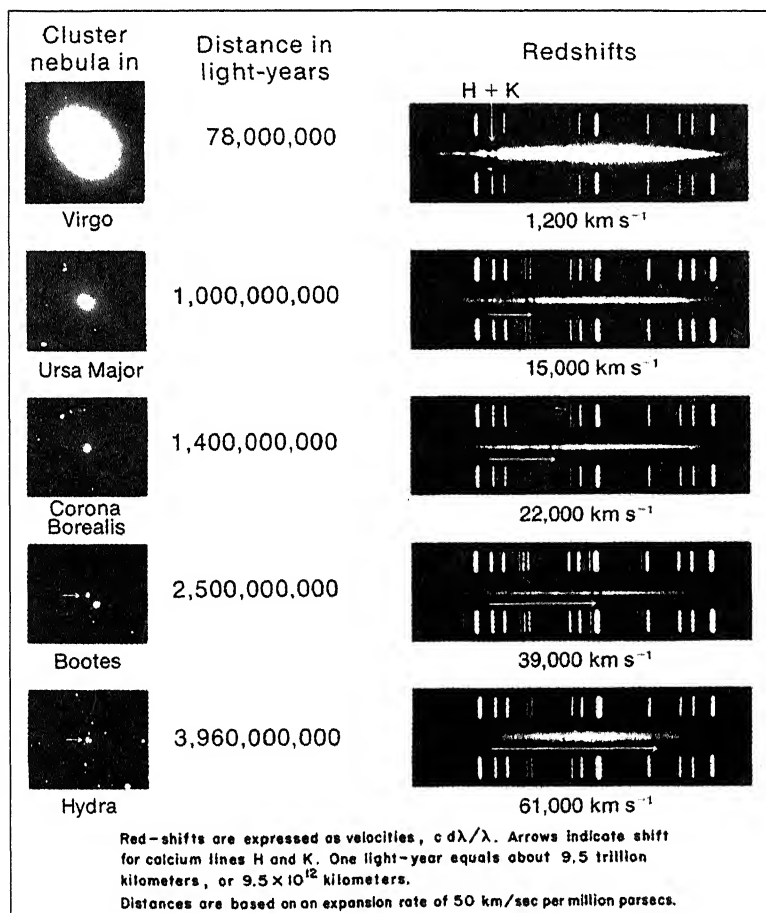 Cluster nebula in
Distance in light-years
Redshifts
H + K
78,000,000
Virgo
1,200 km s⁻¹
1,000,000,000
Ursa Major
15,000 km s⁻¹
1,400,000,000
Corona Borealis
22,000 km s⁻¹
2,500,000,000
Bootes
39,000 km s⁻¹
3,960,000,000
Hydra
61,000 km s⁻¹
Red-shifts are expressed as velocities, c dλ/λ. Arrows indicate shift
for calcium lines H and K. One light-year equals about 9.5 trillion
kilometers, or 9.5 × 10¹² kilometers.
Distances are based on an expansion rate of 50 km/sec per million parsecs.